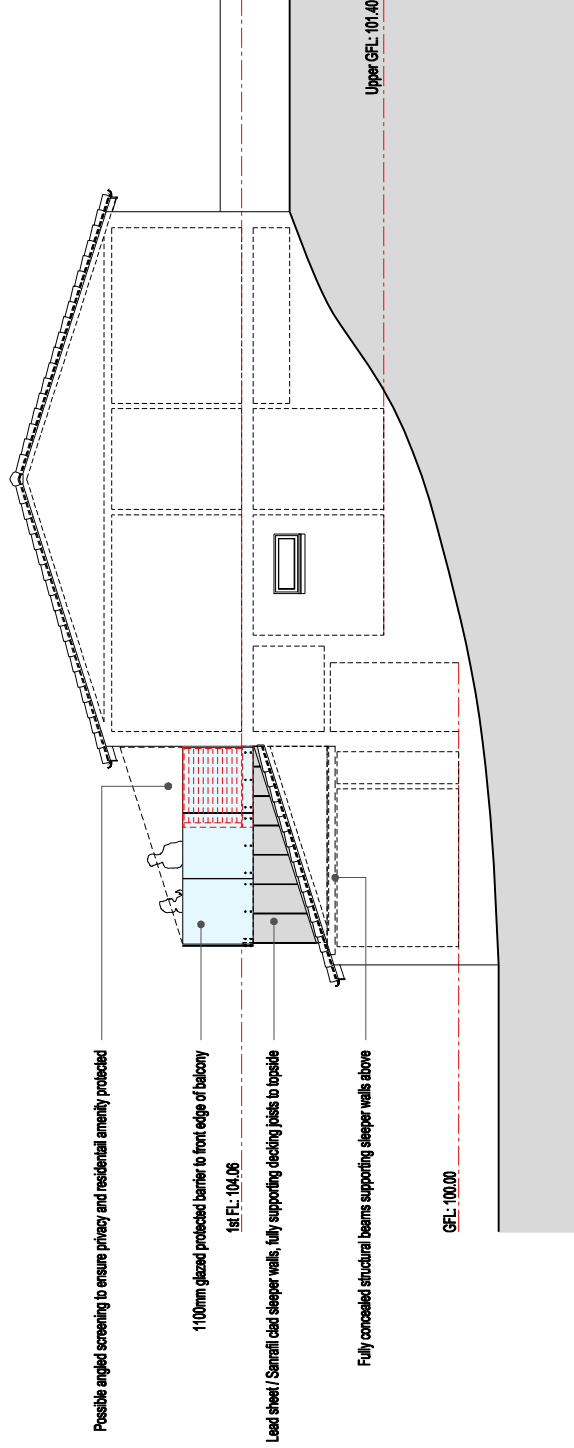 Possible angled screening to ensure privacy and residentail amenity protected
1100mm glazed protected barrier to front edge of balcony
1st FL: 104.06
Lead sheet / Sanrafil clad sleeper walls, fully supporting decking joists to topside
Fully concealed structural beams supporting sleeper walls above
Upper GFL: 101.40
GFL: 100.00